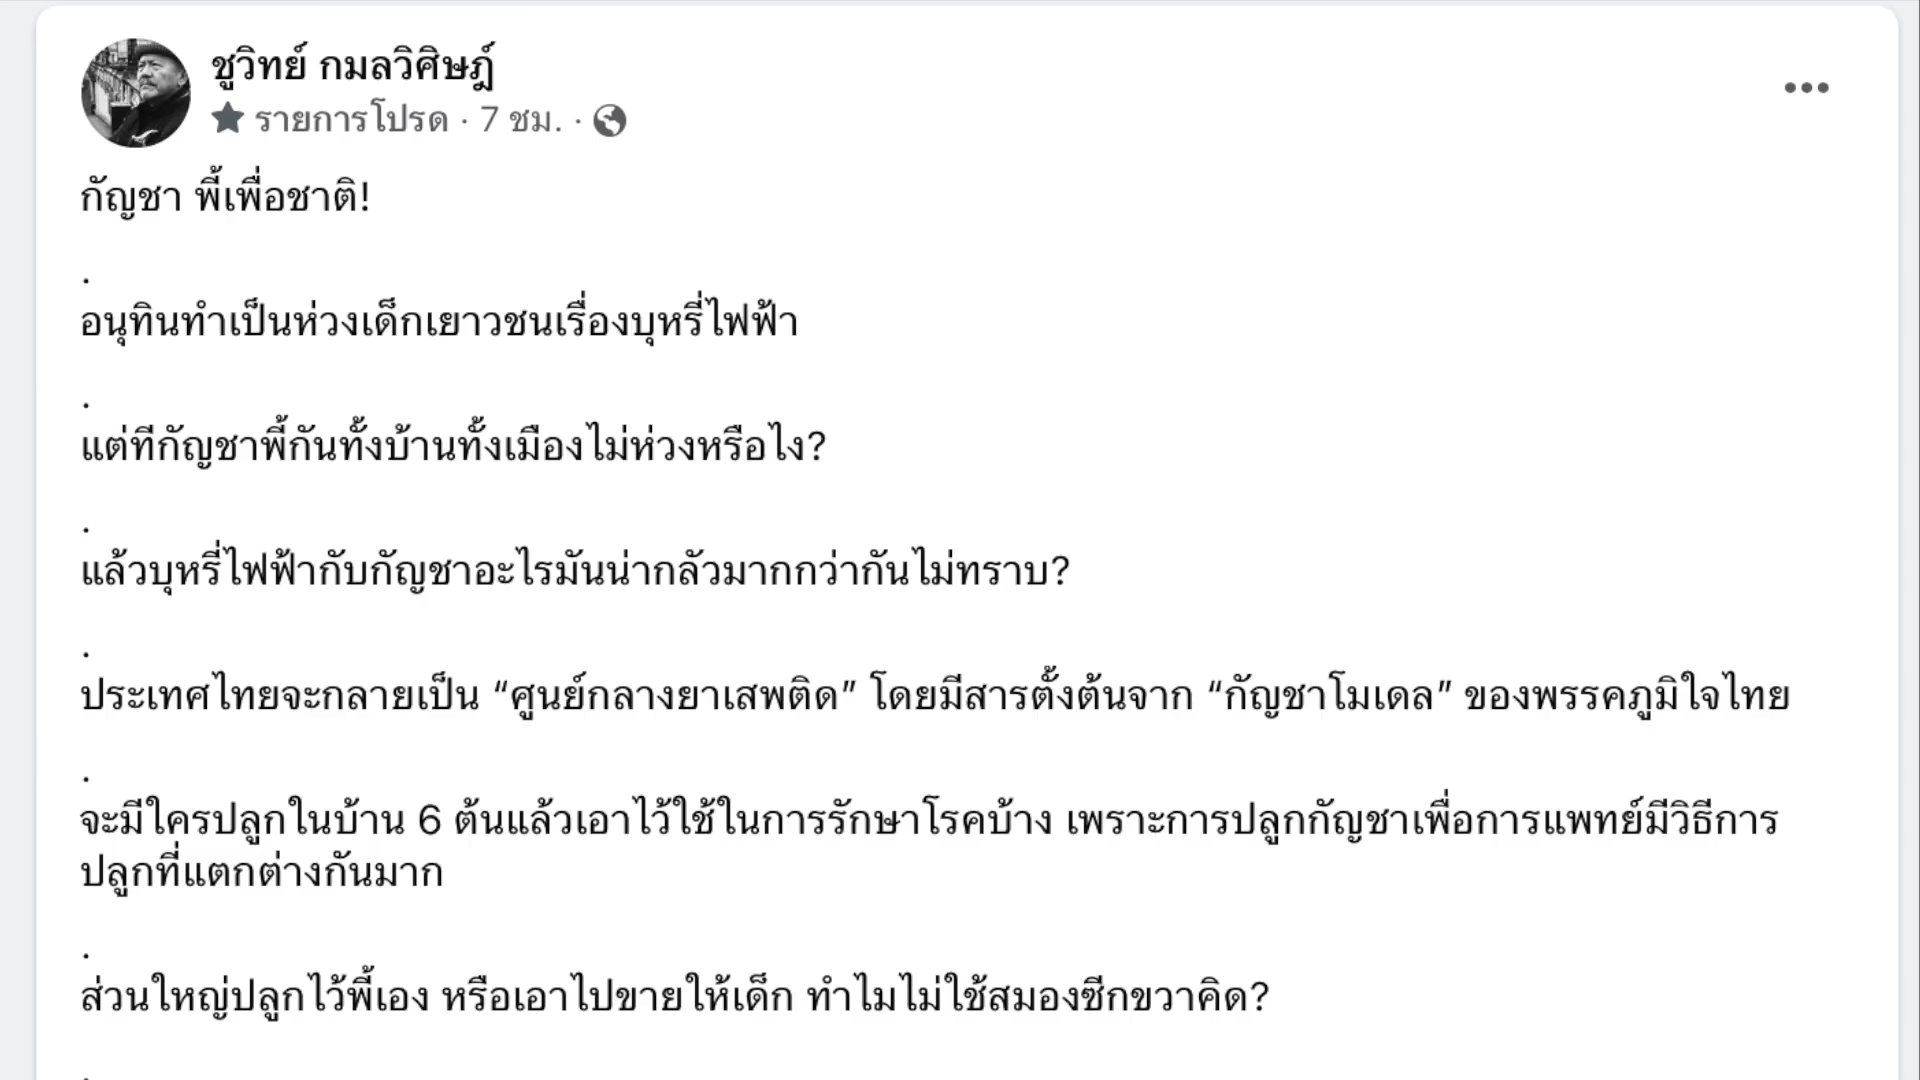 ชูวิทย์ กมลวิศิษฎ์
รายการโปรด · 7 ชม. ·
กัญชา พี้เพื่อชาติ!
.
อนุทินทำเป็นห่วงเด็กเยาวชนเรื่องบุหรี่ไฟฟ้า
.
แต่ทีกัญชาพี้กันทั้งบ้านทั้งเมืองไม่ห่วงหรือไง?
.
แล้วบุหรี่ไฟฟ้ากับกัญชาอะไรมันน่ากลัวมากกว่ากันไม่ทราบ?
.
ประเทศไทยจะกลายเป็น “ศูนย์กลางยาเสพติด” โดยมีสารตั้งต้นจาก “กัญชาโมเดล” ของพรรคภูมิใจไทย
.
จะมีใครปลูกในบ้าน 6 ต้นแล้วเอาไว้ใช้ในการรักษาโรคบ้าง เพราะการปลูกกัญชาเพื่อการแพทย์มีวิธีการ
ปลูกที่แตกต่างกันมาก
.
ส่วนใหญ่ปลูกไว้พี้เอง หรือเอาไปขายให้เด็ก ทำไมไม่ใช้สมองซีกขวาคิด?
.